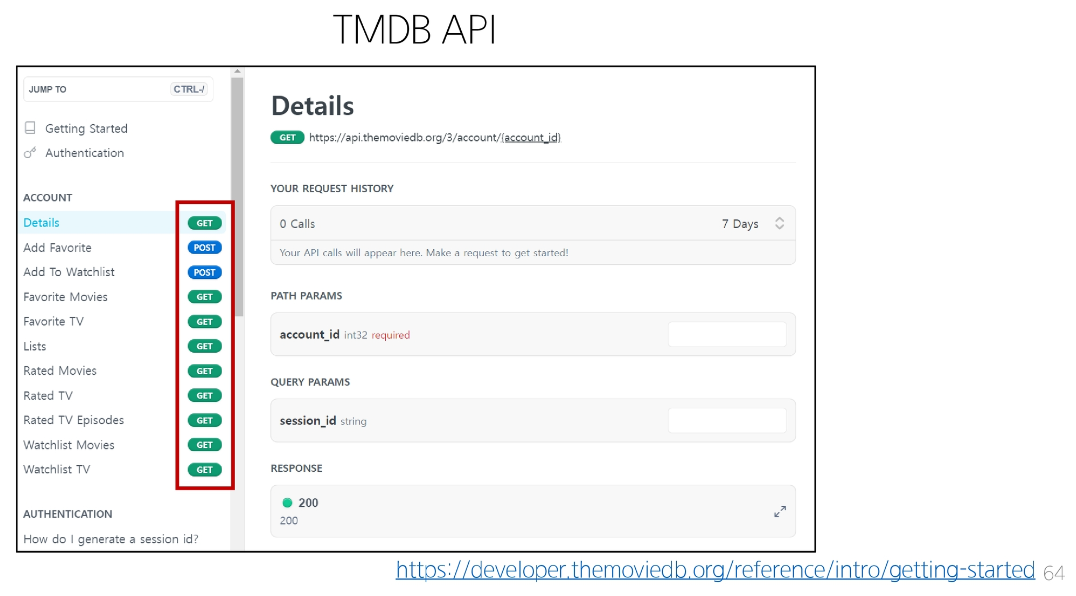 TMDB API
JUMP TO CTRL-/
Getting Started
Authentication
ACCOUNT
Details GET
Add Favorite POST
Add To Watchlist POST
Favorite Movies GET
Favorite TV GET
Lists GET
Rated Movies GET
Rated TV GET
Rated TV Episodes GET
Watchlist Movies GET
Watchlist TV GET
AUTHENTICATION
How do I generate a session id?
Details
GET https://api.themoviedb.org/3/account/{account_id}
YOUR REQUEST HISTORY
0 Calls 7 Days
Your API calls will appear here. Make a request to get started!
PATH PARAMS
account_id int32 required
QUERY PARAMS
session_id string
RESPONSE
200
200
https://developer.themoviedb.org/reference/intro/getting-started 64